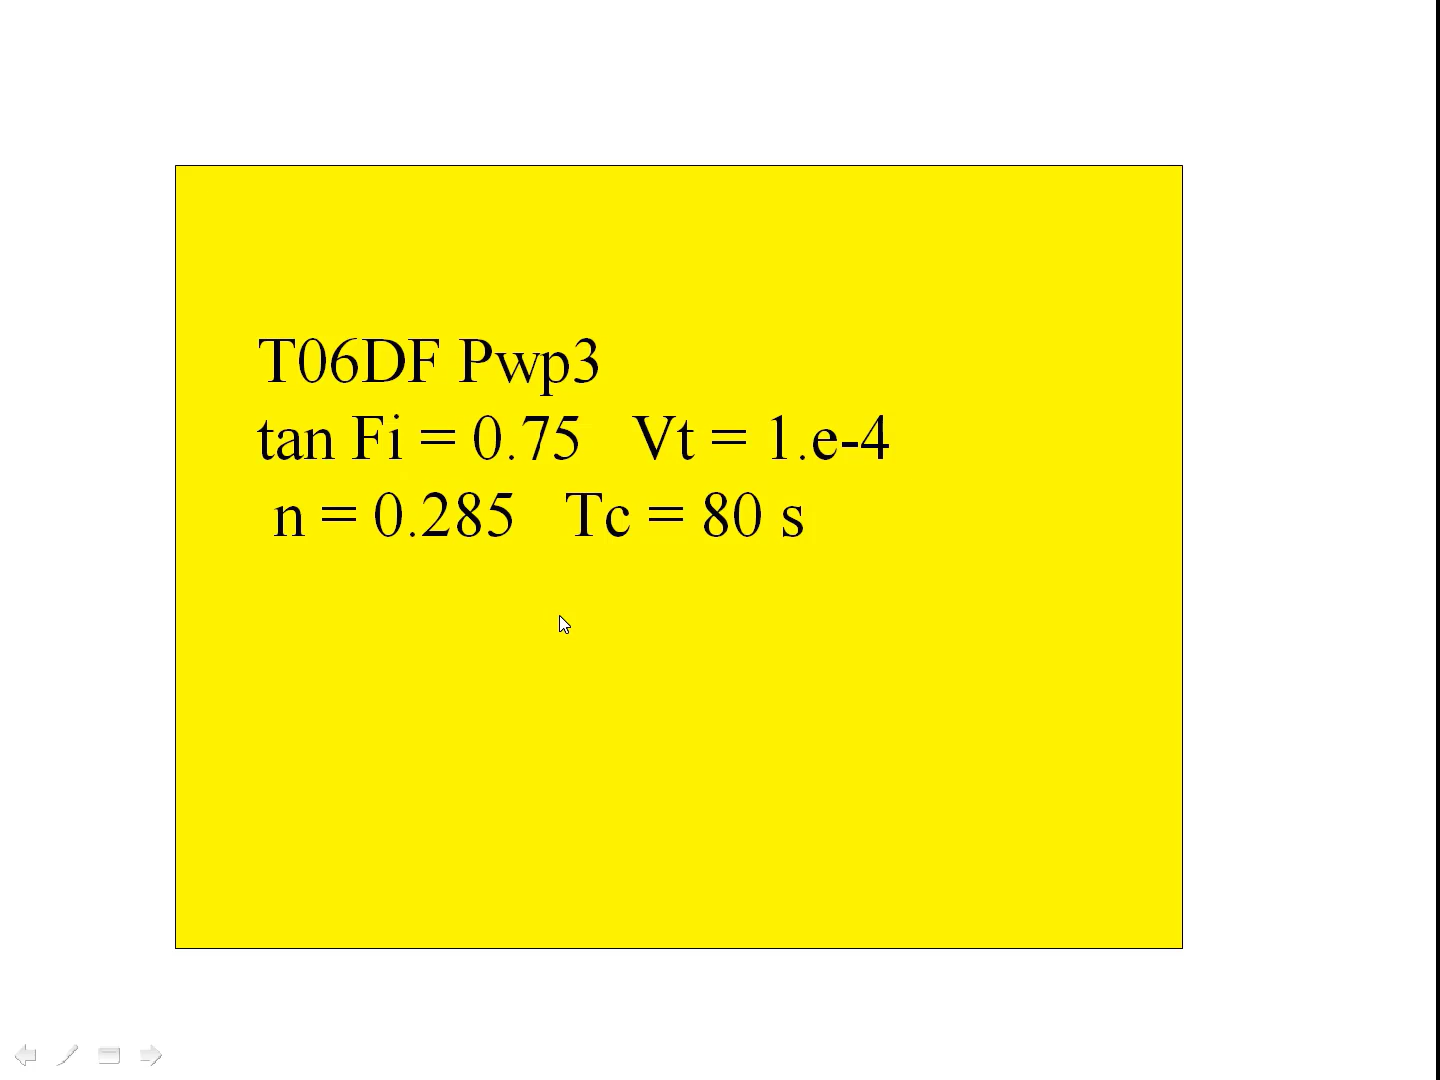 T06DF Pwp3
tan Fi = 0.75 Vt = 1.e-4
n = 0.285 Tc = 80 s